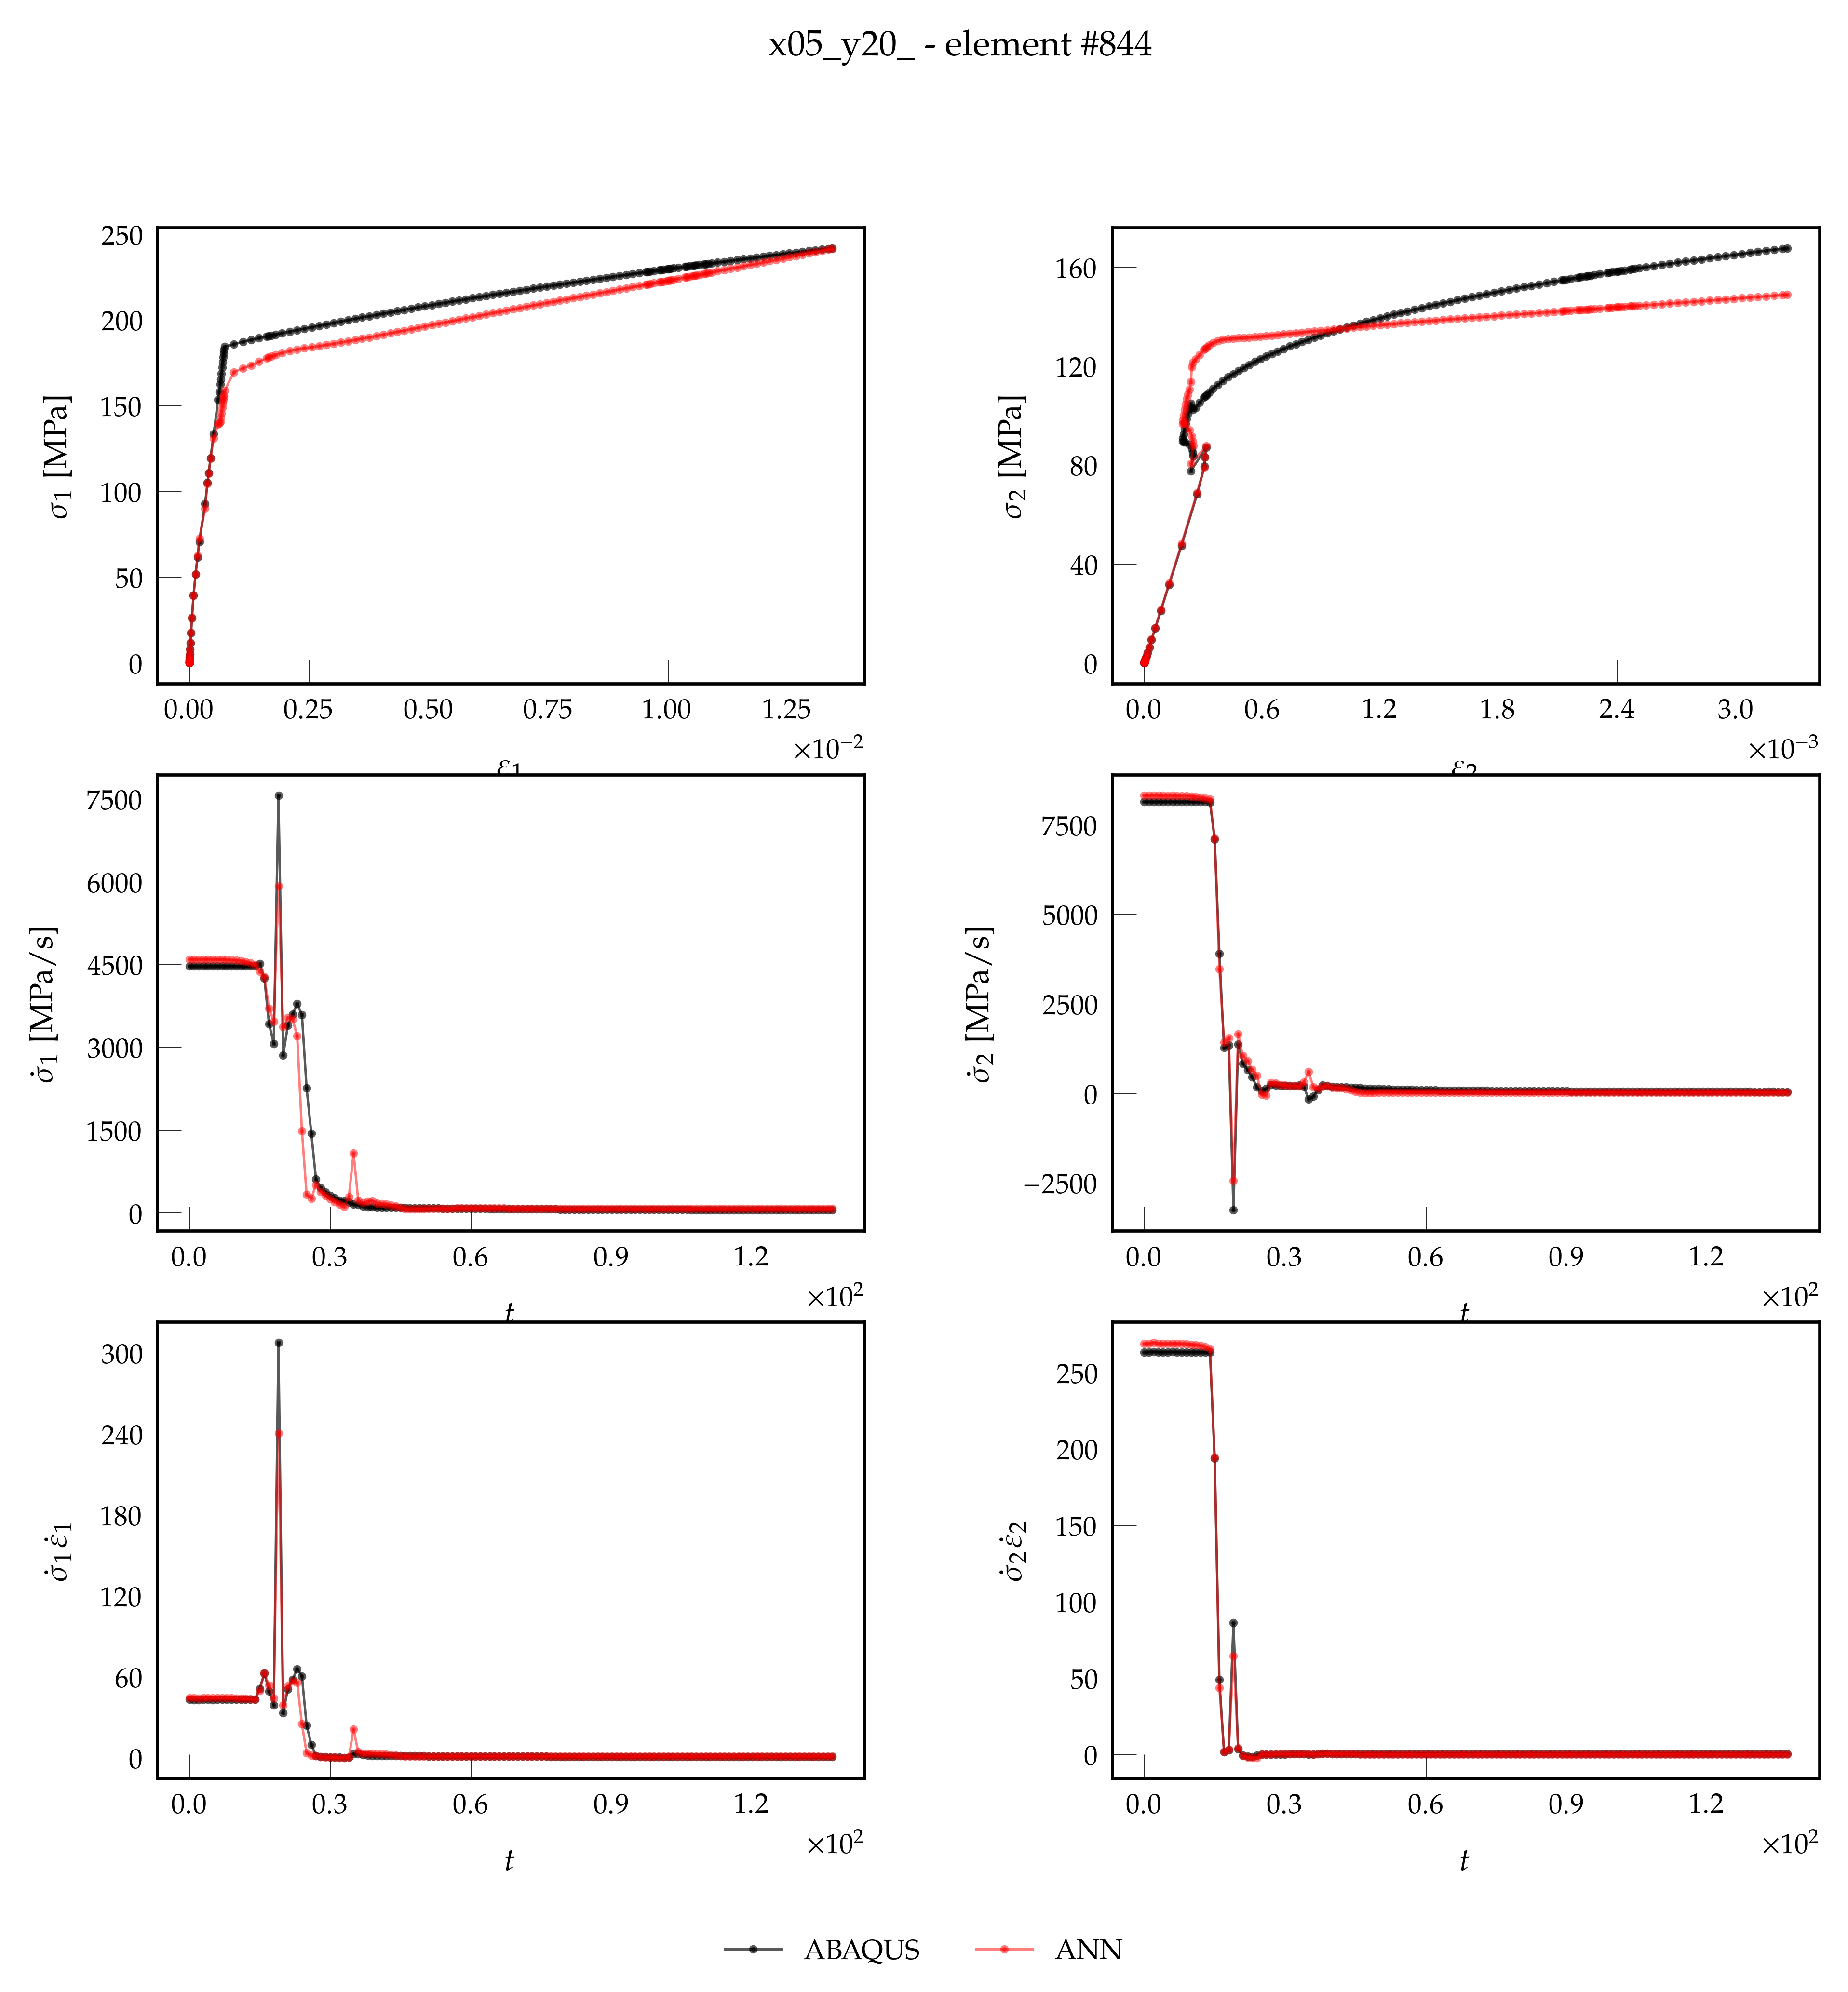 x05_y20_ - element #844
σ1 [MPa]
250
200
150
100
50
0
0.00 0.25 0.50 0.75 1.00 1.25
×10−2
ε1
σ2 [MPa]
160
120
80
40
0
0.0 0.6 1.2 1.8 2.4 3.0
×10−3
ε2
σ̇1 [MPa/s]
7500
6000
4500
3000
1500
0
0.0 0.3 0.6 0.9 1.2
×102
t
σ̇2 [MPa/s]
7500
5000
2500
0
−2500
0.0 0.3 0.6 0.9 1.2
×102
t
σ̇1ε̇1
300
240
180
120
60
0
0.0 0.3 0.6 0.9 1.2
×102
t
σ̇2ε̇2
250
200
150
100
50
0
0.0 0.3 0.6 0.9 1.2
×102
t
ABAQUS ANN